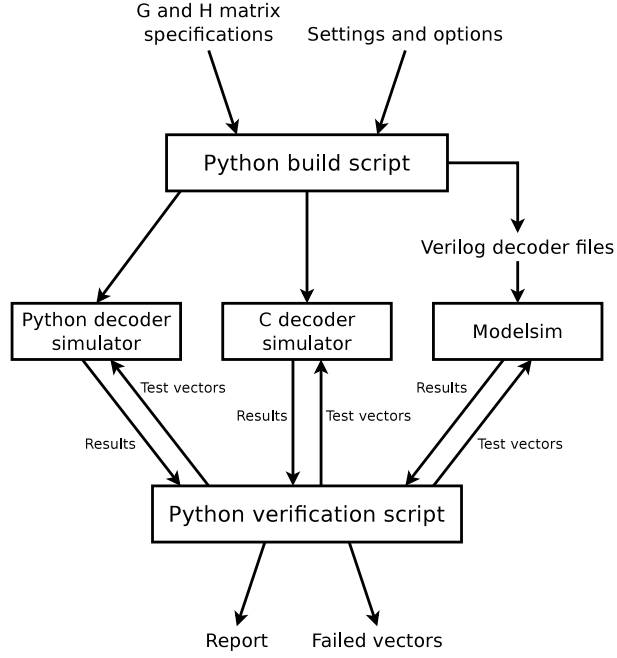 G and H matrix
specifications
Settings and options
Python build script
Verilog decoder files
Python decoder
simulator
C decoder
simulator
Modelsim
Test vectors
Results
Results
Test vectors
Results
Test vectors
Python verification script
Report
Failed vectors